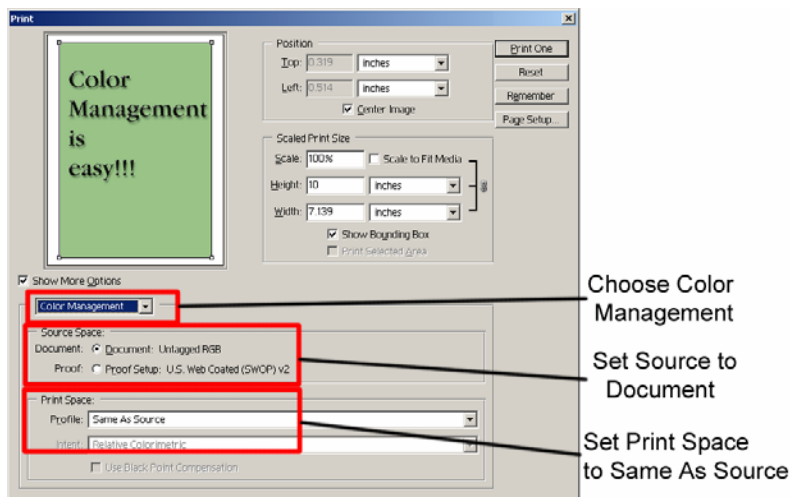 Print
Color
Management
is
easy!!!
Position
Top: 0.319 inches
Left: 0.514 inches
Center Image
Scaled Print Size
Scale: 100% Scale to Fit Media
Height: 10 inches
Width: 7.139 inches
Show Bounding Box
Print Selected Area
Print One
Reset
Remember
Page Setup...
Show More Options
Color Management
Source Space:
Document: Document: Untagged RGB
Proof: Proof Setup: U.S. Web Coated (SWOP) v2
Print Space:
Profile: Same As Source
Intent: Relative Colorimetric
Use Black Point Compensation
Choose Color
Management
Set Source to
Document
Set Print Space
to Same As Source